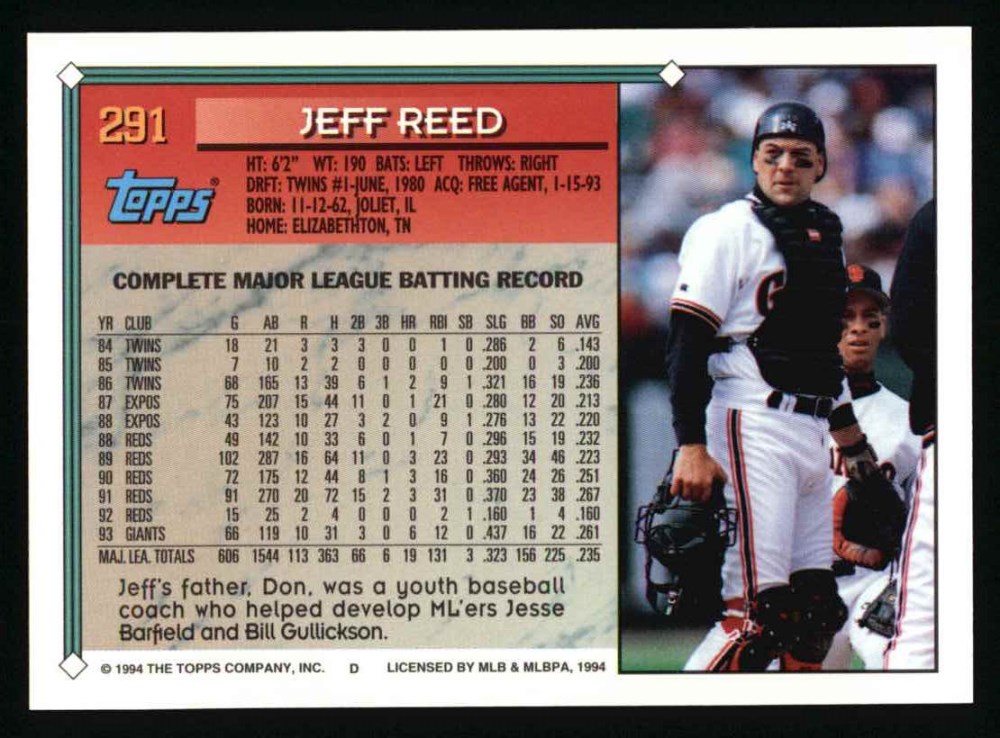 291
JEFF REED
Topps®
HT: 6'2" WT: 190 BATS: LEFT THROWS: RIGHT
DRFT: TWINS #1-JUNE, 1980 ACQ: FREE AGENT, 1-15-93
BORN: 11-12-62, JOLIET, IL
HOME: ELIZABETHTON, TN
COMPLETE MAJOR LEAGUE BATTING RECORD
YR CLUB G AB R H 2B 3B HR RBI SB SLG BB SO AVG
84 TWINS 18 21 3 3 3 0 0 1 0 .286 2 6 .143
85 TWINS 7 10 2 2 0 0 0 0 0 .200 0 3 .200
86 TWINS 68 165 13 39 6 1 2 9 1 .321 16 19 .236
87 EXPOS 75 207 15 44 11 0 1 21 0 .280 12 20 .213
88 EXPOS 43 123 10 27 3 2 0 9 1 .276 13 22 .220
88 REDS 49 142 10 33 6 0 1 7 0 .296 15 19 .232
89 REDS 102 287 16 64 11 0 3 23 0 .293 34 46 .223
90 REDS 72 175 12 44 8 1 3 16 0 .360 24 26 .251
91 REDS 91 270 20 72 15 2 3 31 0 .370 23 38 .267
92 REDS 15 25 2 4 0 0 0 2 1 .160 1 4 .160
93 GIANTS 66 119 10 31 3 0 6 12 0 .437 16 22 .261
MAJ. LEA. TOTALS 606 1544 113 363 66 6 19 131 3 .323 156 225 .235
Jeff's father, Don, was a youth baseball
coach who helped develop ML'ers Jesse
Barfield and Bill Gullickson.
© 1994 THE TOPPS COMPANY, INC. D LICENSED BY MLB & MLBPA, 1994